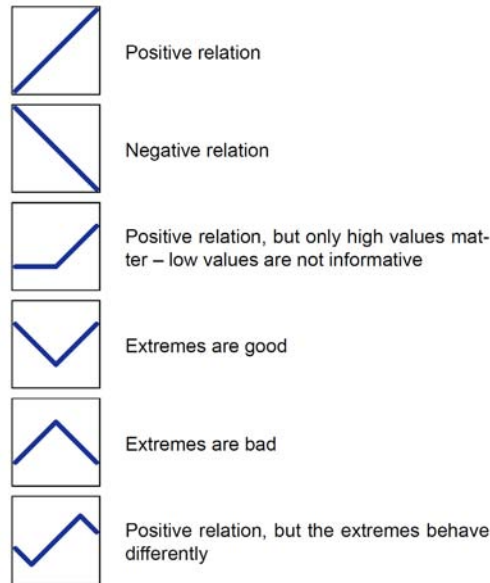 Positive relation
Negative relation
Positive relation, but only high values mat-
ter – low values are not informative
Extremes are good
Extremes are bad
Positive relation, but the extremes behave
differently